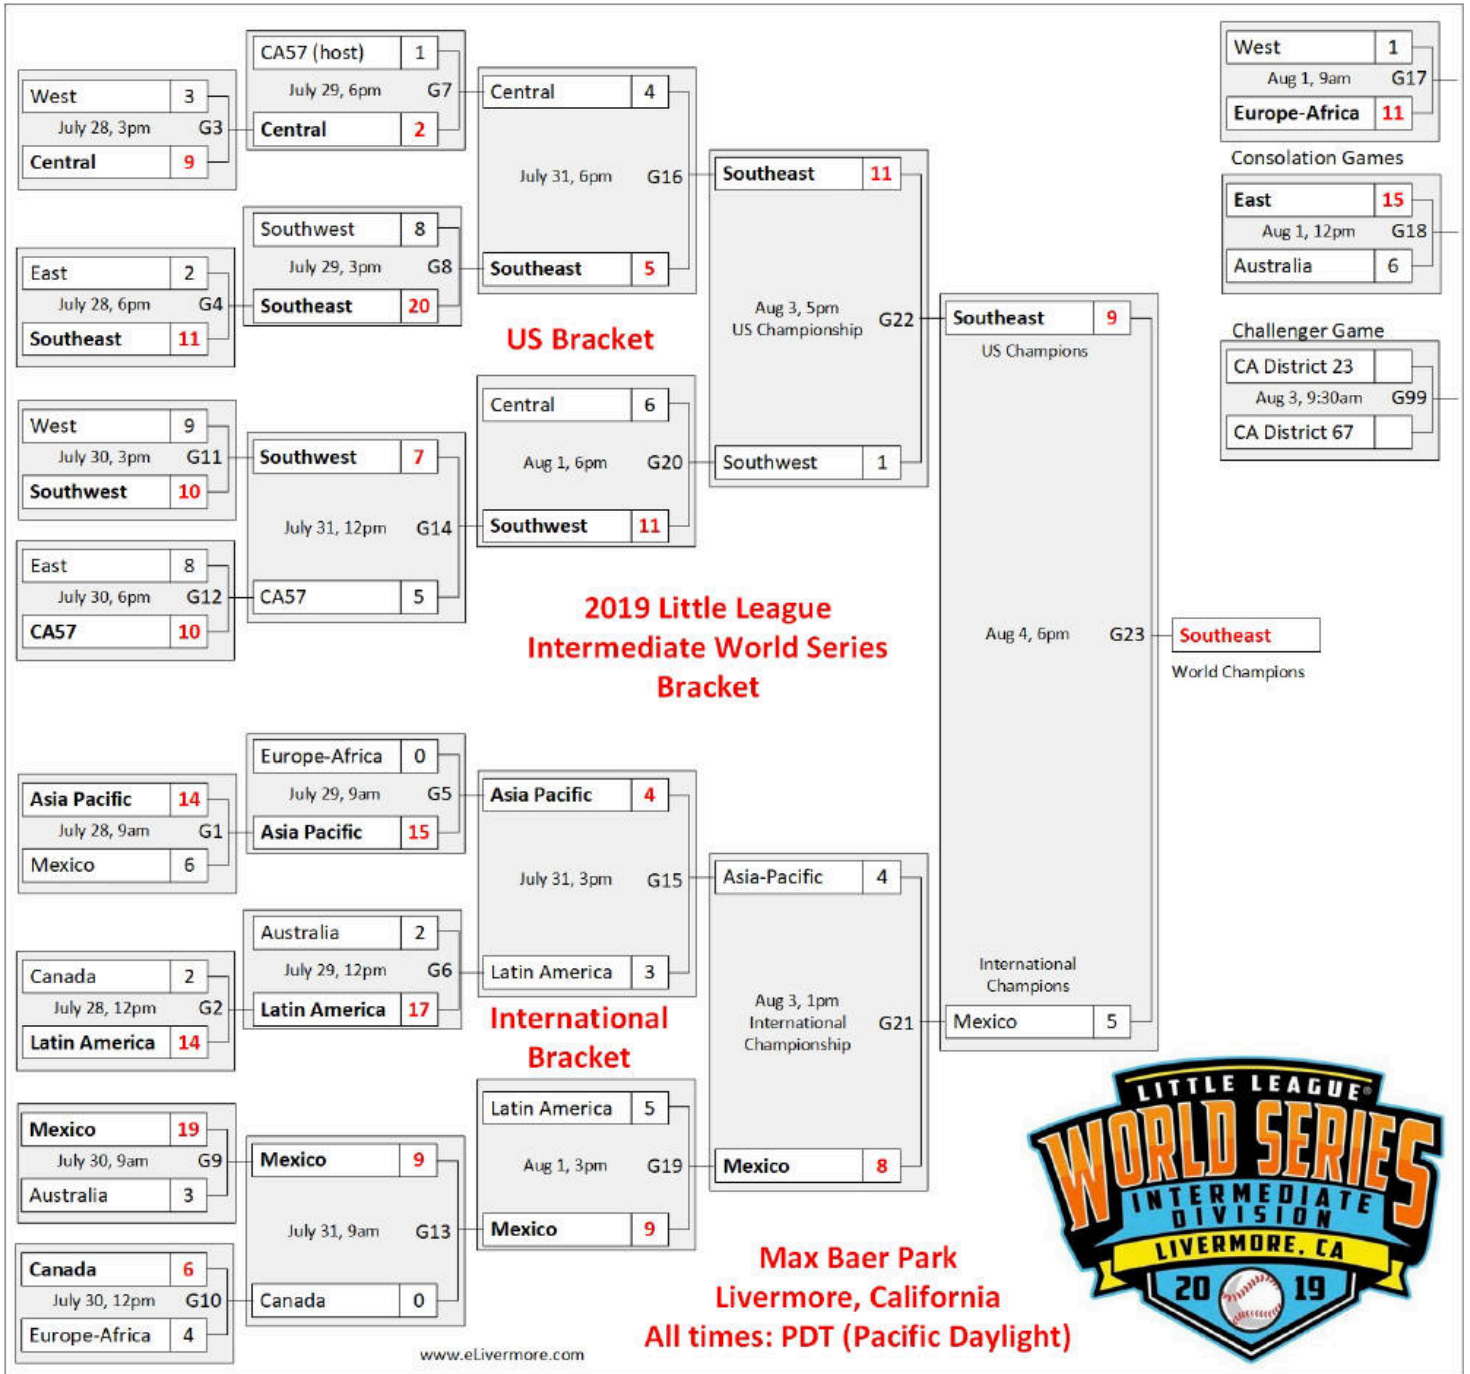 West 3
July 28, 3pm G3
Central 9
CA57 (host) 1
July 29, 6pm G7
Central 2
East 2
July 28, 6pm G4
Southeast 11
Southwest 8
July 29, 3pm G8
Southeast 20
Central 4
July 31, 6pm G16
Southeast 5
US Bracket
West 9
July 30, 3pm G11
Southwest 10
East 8
July 30, 6pm G12
CA57 10
Southwest 7
July 31, 12pm G14
CA57 5
Central 6
Aug 1, 6pm G20
Southwest 11
Southeast 11
Aug 3, 5pm
US Championship
G22
Southwest 1
Southeast 9
US Champions
Aug 4, 6pm G23
International
Champions
Mexico 5
Southeast
World Champions
West 1
Aug 1, 9am G17
Europe-Africa 11
Consolation Games
East 15
Aug 1, 12pm G18
Australia 6
Challenger Game
CA District 23
Aug 3, 9:30am G99
CA District 67
2019 Little League
Intermediate World Series
Bracket
Asia Pacific 14
July 28, 9am G1
Mexico 6
Europe-Africa 0
July 29, 9am G5
Asia Pacific 15
Canada 2
July 28, 12pm G2
Latin America 14
Australia 2
July 29, 12pm G6
Latin America 17
Asia Pacific 4
July 31, 3pm G15
Latin America 3
International
Bracket
Mexico 19
July 30, 9am G9
Australia 3
Canada 6
July 30, 12pm G10
Europe-Africa 4
Mexico 9
July 31, 9am G13
Canada 0
Latin America 5
Aug 1, 3pm G19
Mexico 9
Asia-Pacific 4
Aug 3, 1pm
International
Championship
G21
Mexico 8
Max Baer Park
Livermore, California
All times: PDT (Pacific Daylight)
www.eLivermore.com
LITTLE LEAGUE®
WORLD SERIES
INTERMEDIATE
DIVISION
LIVERMORE, CA
20 19